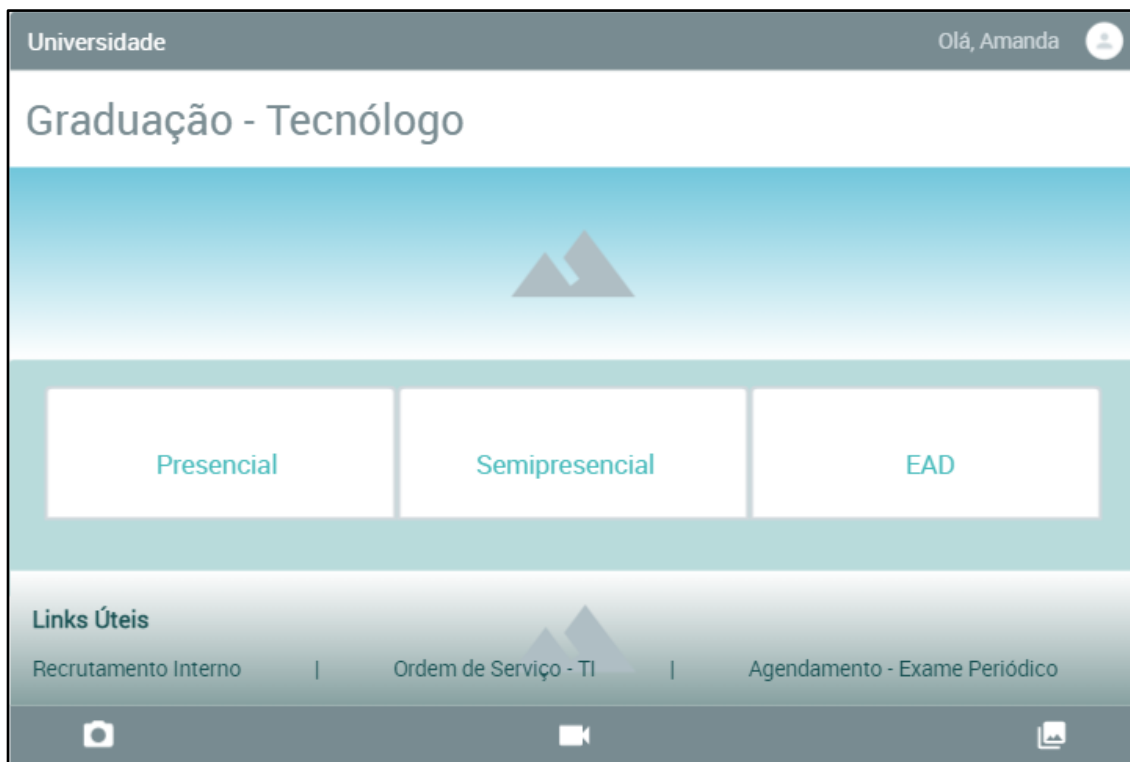 Universidade
Olá, Amanda
Graduação - Tecnólogo
Presencial
Semipresencial
EAD
Links Úteis
Recrutamento Interno | Ordem de Serviço - TI | Agendamento - Exame Periódico